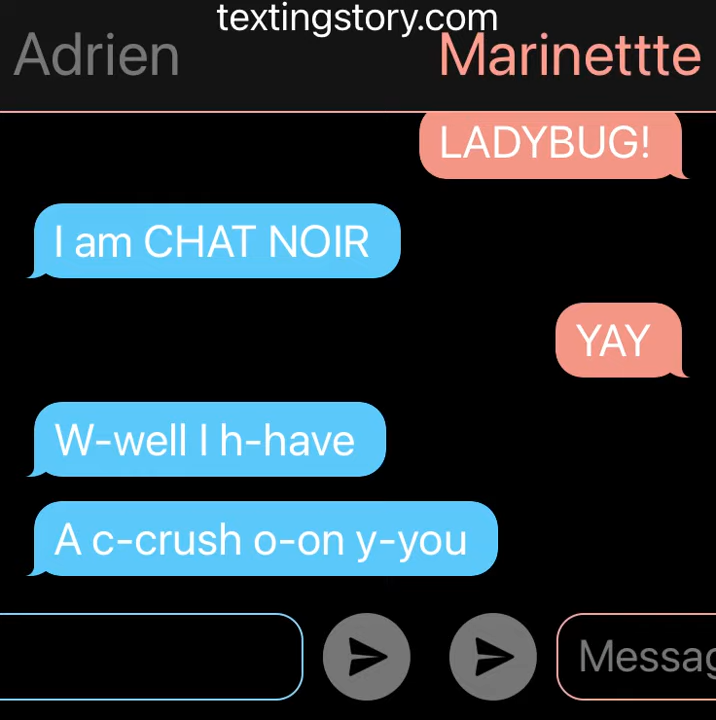 textingstory.com
Adrien Marinettte
LADYBUG!
I am CHAT NOIR
YAY
W-well I h-have
A c-crush o-on y-you
Messag